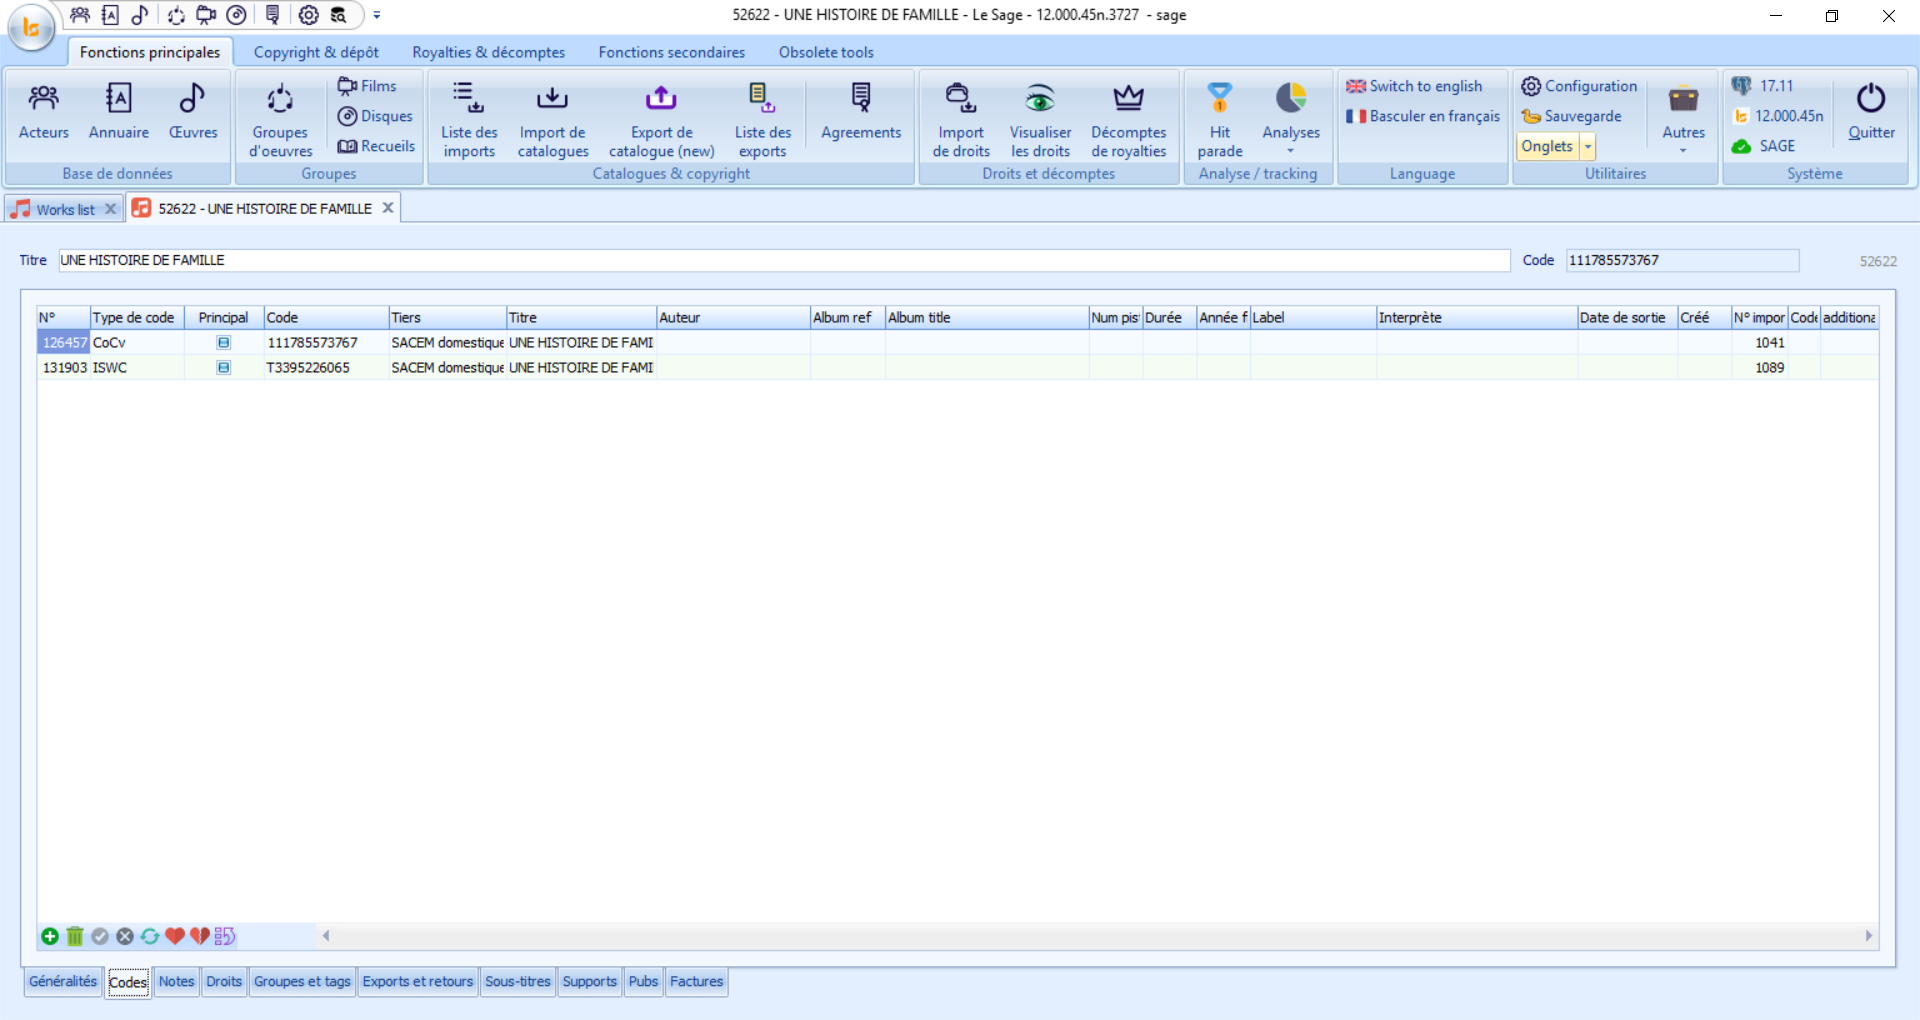 52622 - UNE HISTOIRE DE FAMILLE - Le Sage - 12.000.45n.3727 - sage
Fonctions principales Copyright & dépôt Royalties & décomptes Fonctions secondaires Obsolete tools
Acteurs Annuaire Œuvres
Base de données
Groupes d'oeuvres Films Disques Recueils
Groupes
Liste des imports Import de catalogues Export de catalogue (new) Liste des exports Agreements
Catalogues & copyright
Import de droits Visualiser les droits Décomptes de royalties
Droits et décomptes
Hit parade Analyses
Analyse / tracking
Switch to english
Basculer en français
Language
Configuration
Sauvegarde
Onglets
Autres
Utilitaires
17.11
12.000.45n
SAGE
Quitter
Système
Works list 52622 - UNE HISTOIRE DE FAMILLE
Titre UNE HISTOIRE DE FAMILLE Code 111785573767 52622
N° Type de code Principal Code Tiers Titre Auteur Album ref Album title Num pis Durée Année f Label Interprète Date de sortie Créé N° impor Code additiona
126457 CoCv 111785573767 SACEM domestique UNE HISTOIRE DE FAMI 1041
131903 ISWC T3395226065 SACEM domestique UNE HISTOIRE DE FAMI 1089
Généralités Codes Notes Droits Groupes et tags Exports et retours Sous-titres Supports Pubs Factures